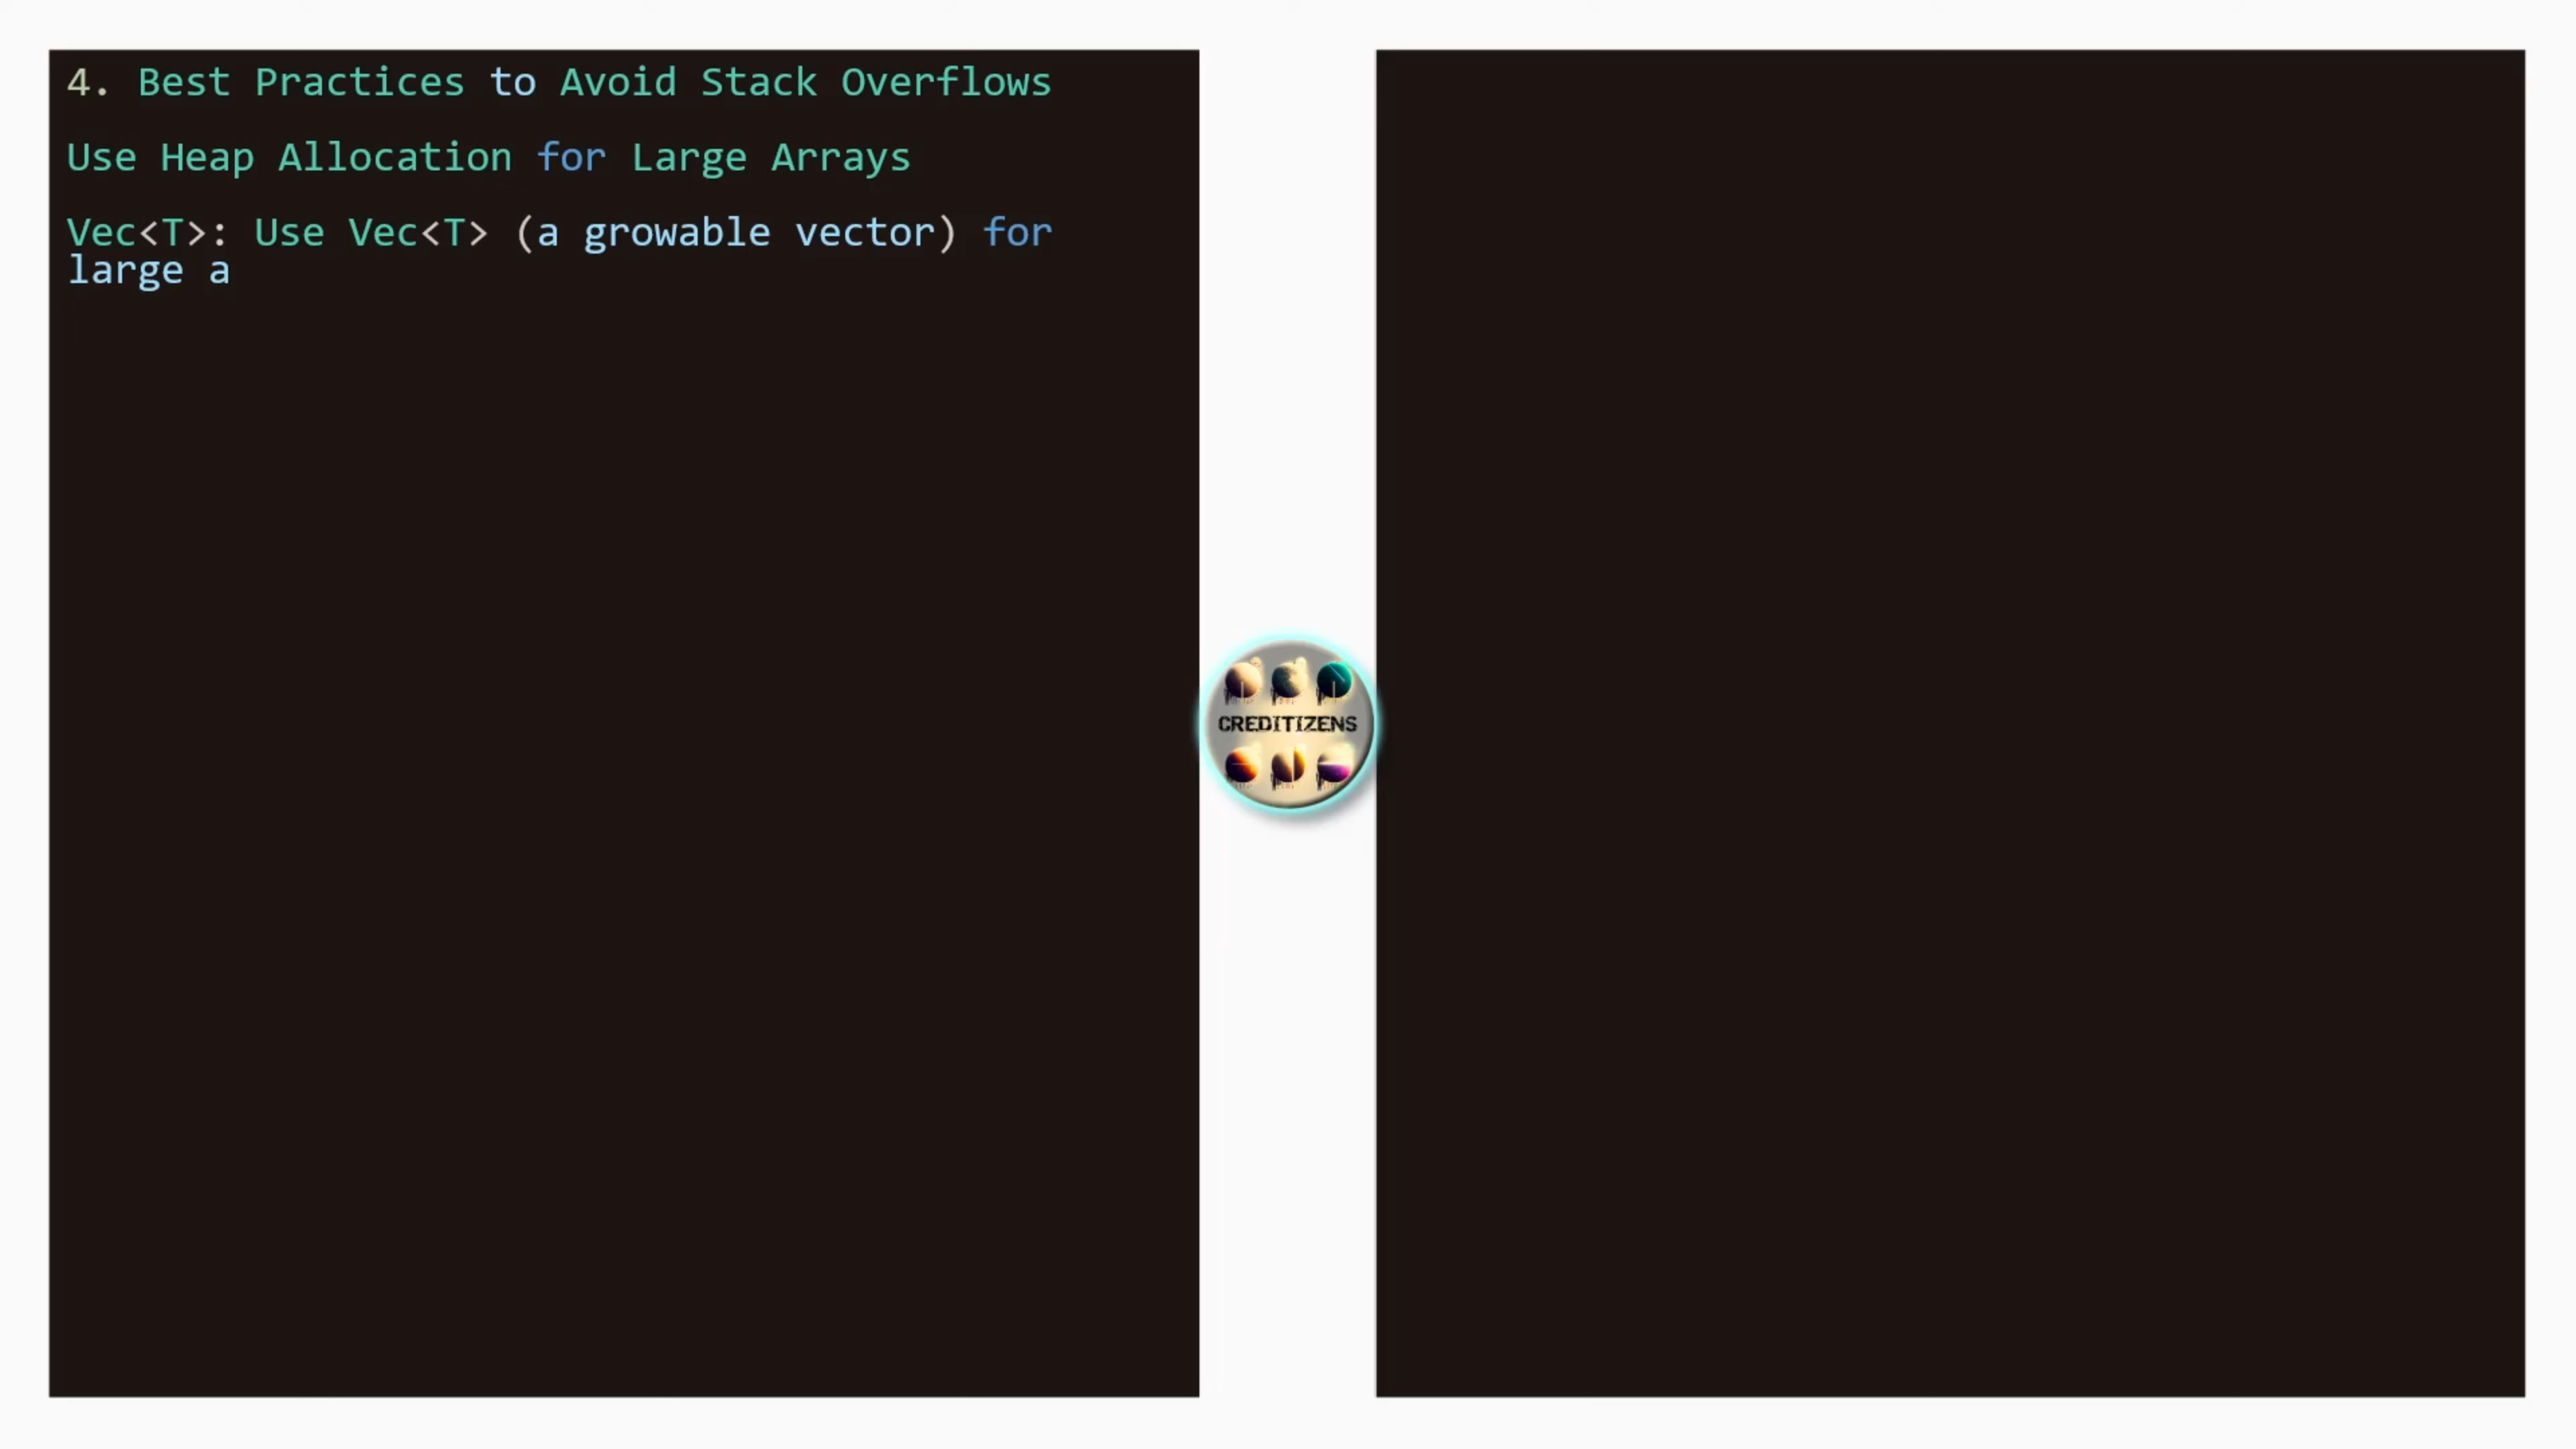 4. Best Practices to Avoid Stack Overflows
Use Heap Allocation for Large Arrays
Vec<T>: Use Vec<T> (a growable vector) for
large a
CREDITIZENS